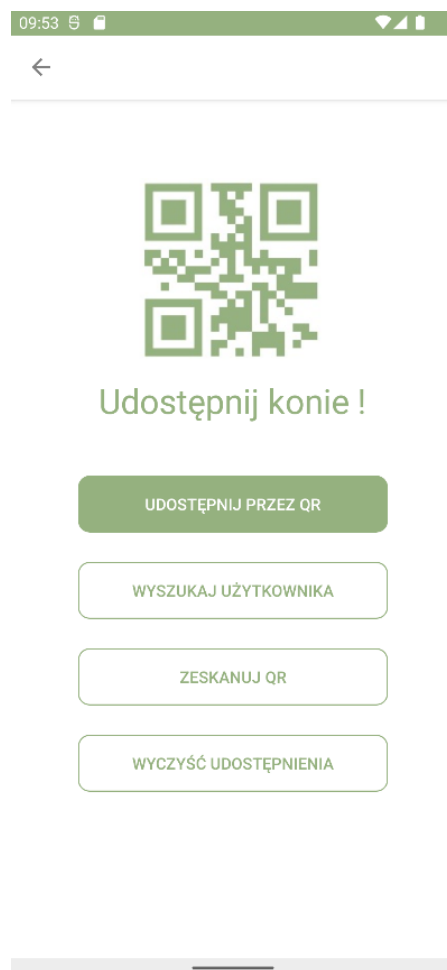 09:53
Udostępnij konie !
UDOSTĘPNIJ PRZEZ QR
WYSZUKAJ UŻYTKOWNIKA
ZESKANUJ QR
WYCZYŚĆ UDOSTĘPNIENIA